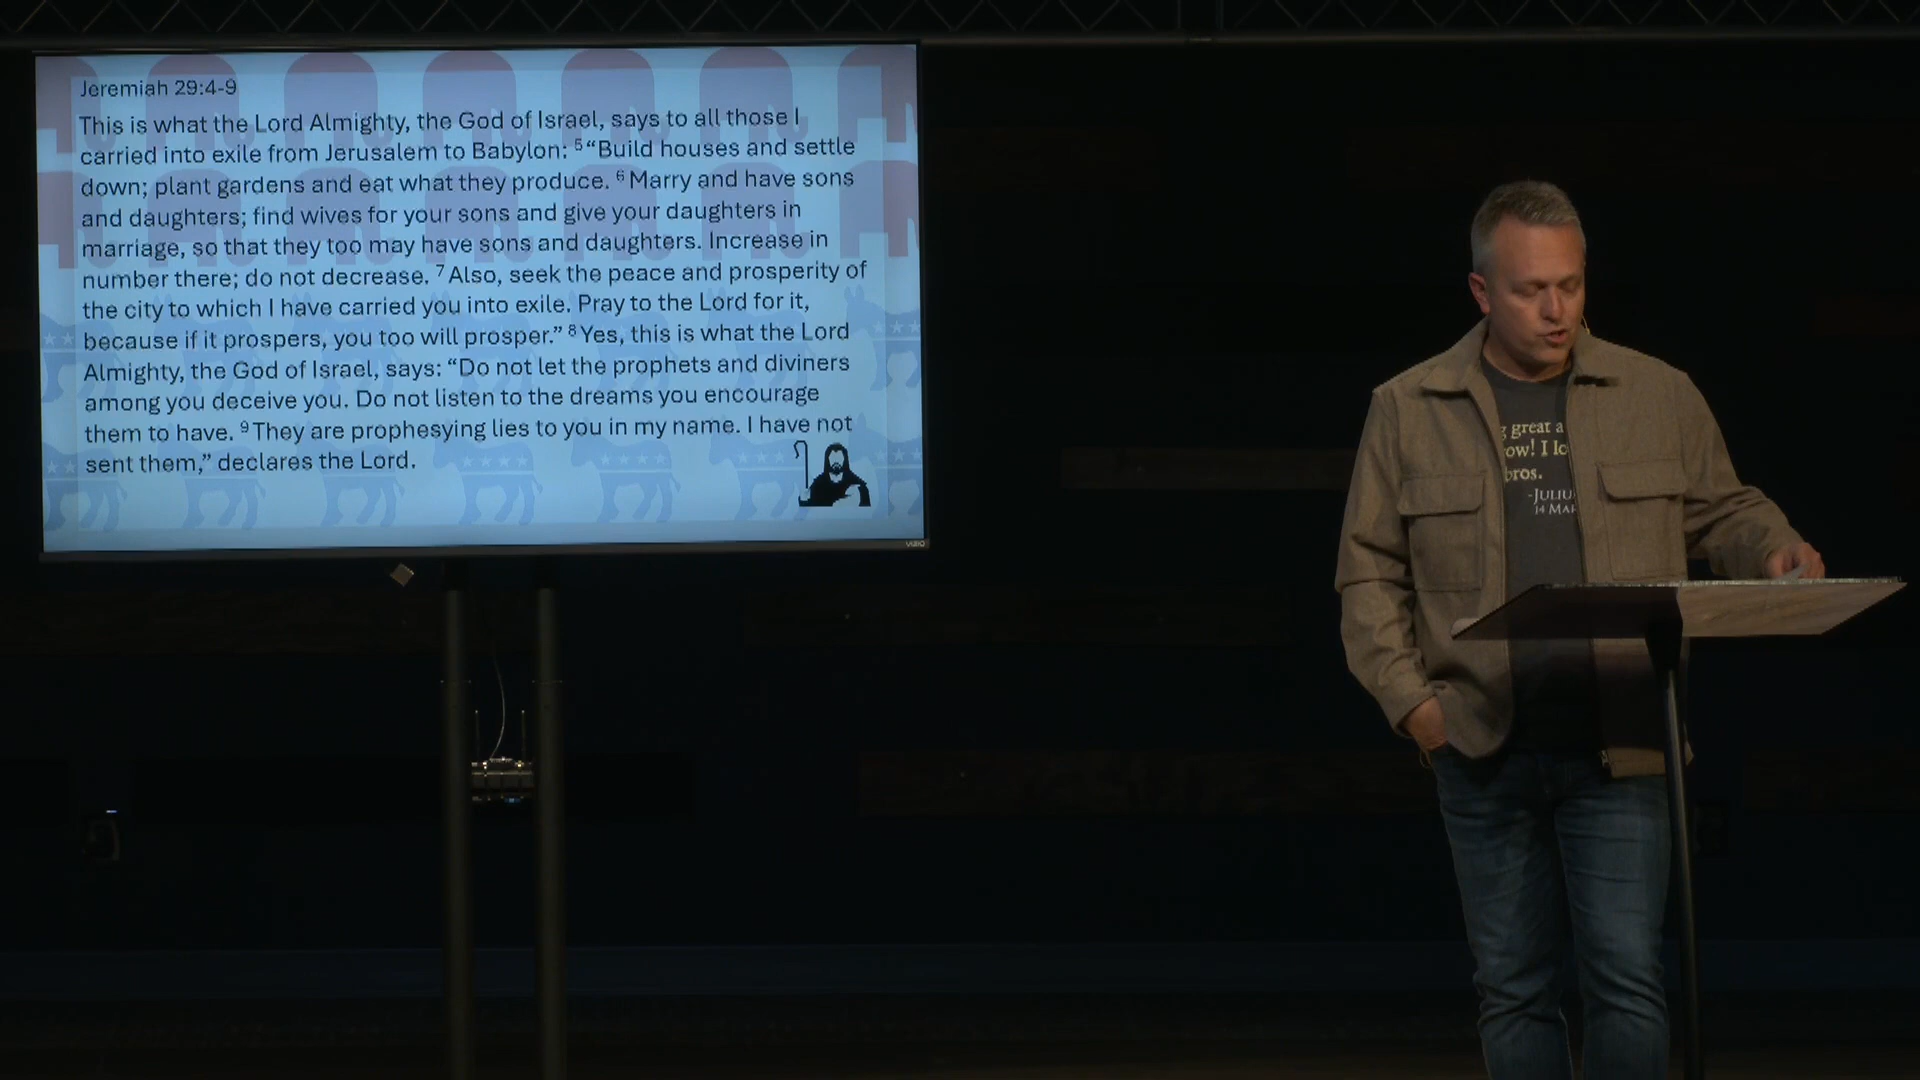 Jeremiah 29:4-9
This is what the Lord Almighty, the God of Israel, says to all those I
carried into exile from Jerusalem to Babylon: 5 “Build houses and settle
down; plant gardens and eat what they produce. 6 Marry and have sons
and daughters; find wives for your sons and give your daughters in
marriage, so that they too may have sons and daughters. Increase in
number there; do not decrease. 7 Also, seek the peace and prosperity of
the city to which I have carried you into exile. Pray to the Lord for it,
because if it prospers, you too will prosper.” 8 Yes, this is what the Lord
Almighty, the God of Israel, says: “Do not let the prophets and diviners
among you deceive you. Do not listen to the dreams you encourage
them to have. 9 They are prophesying lies to you in my name. I have not
sent them,” declares the Lord.
VIZIO
g great a
ow! I lo
bros.
-JULIU
14 MAR